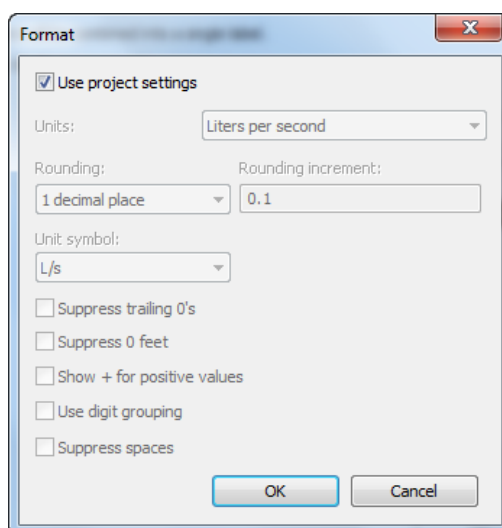 Format
Use project settings
Units: Liters per second
Rounding: Rounding increment:
1 decimal place 0.1
Unit symbol:
L/s
Suppress trailing 0's
Suppress 0 feet
Show + for positive values
Use digit grouping
Suppress spaces
OK Cancel